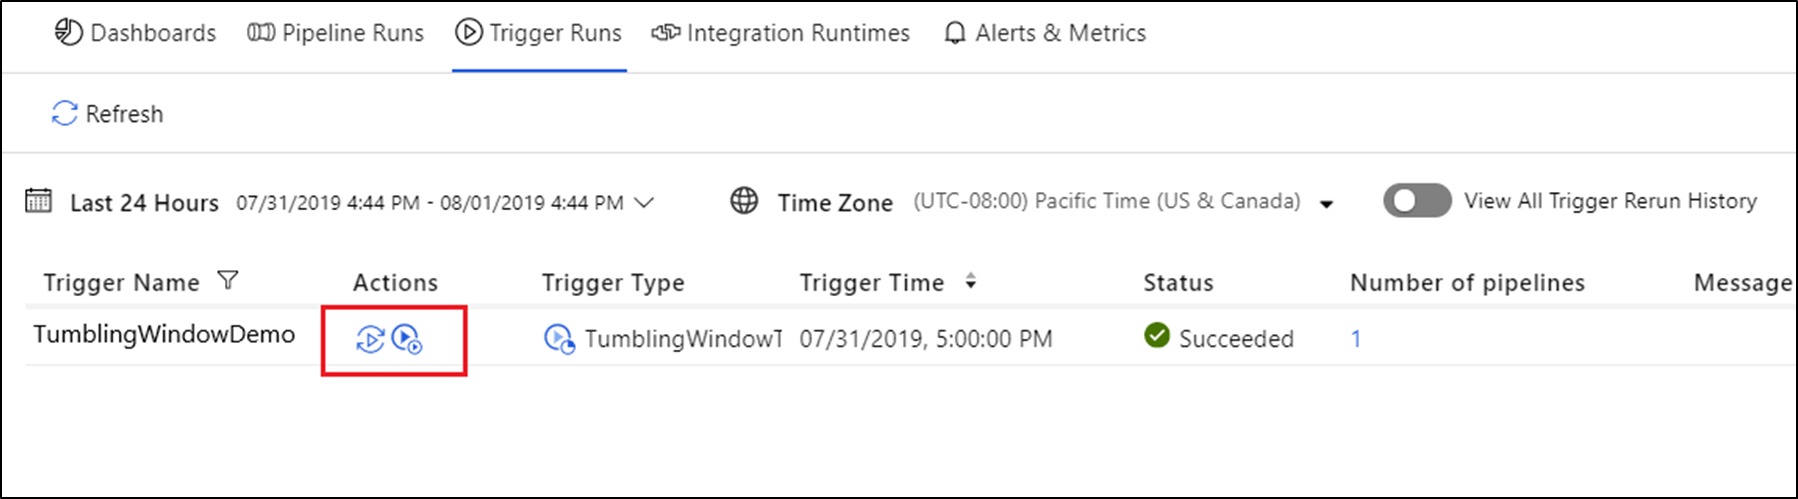 Dashboards Pipeline Runs Trigger Runs Integration Runtimes Alerts & Metrics
Refresh
Last 24 Hours 07/31/2019 4:44 PM - 08/01/2019 4:44 PM Time Zone (UTC-08:00) Pacific Time (US & Canada) View All Trigger Rerun History
Trigger Name Actions Trigger Type Trigger Time Status Number of pipelines Message
TumblingWindowDemo TumblingWindowT 07/31/2019, 5:00:00 PM Succeeded 1